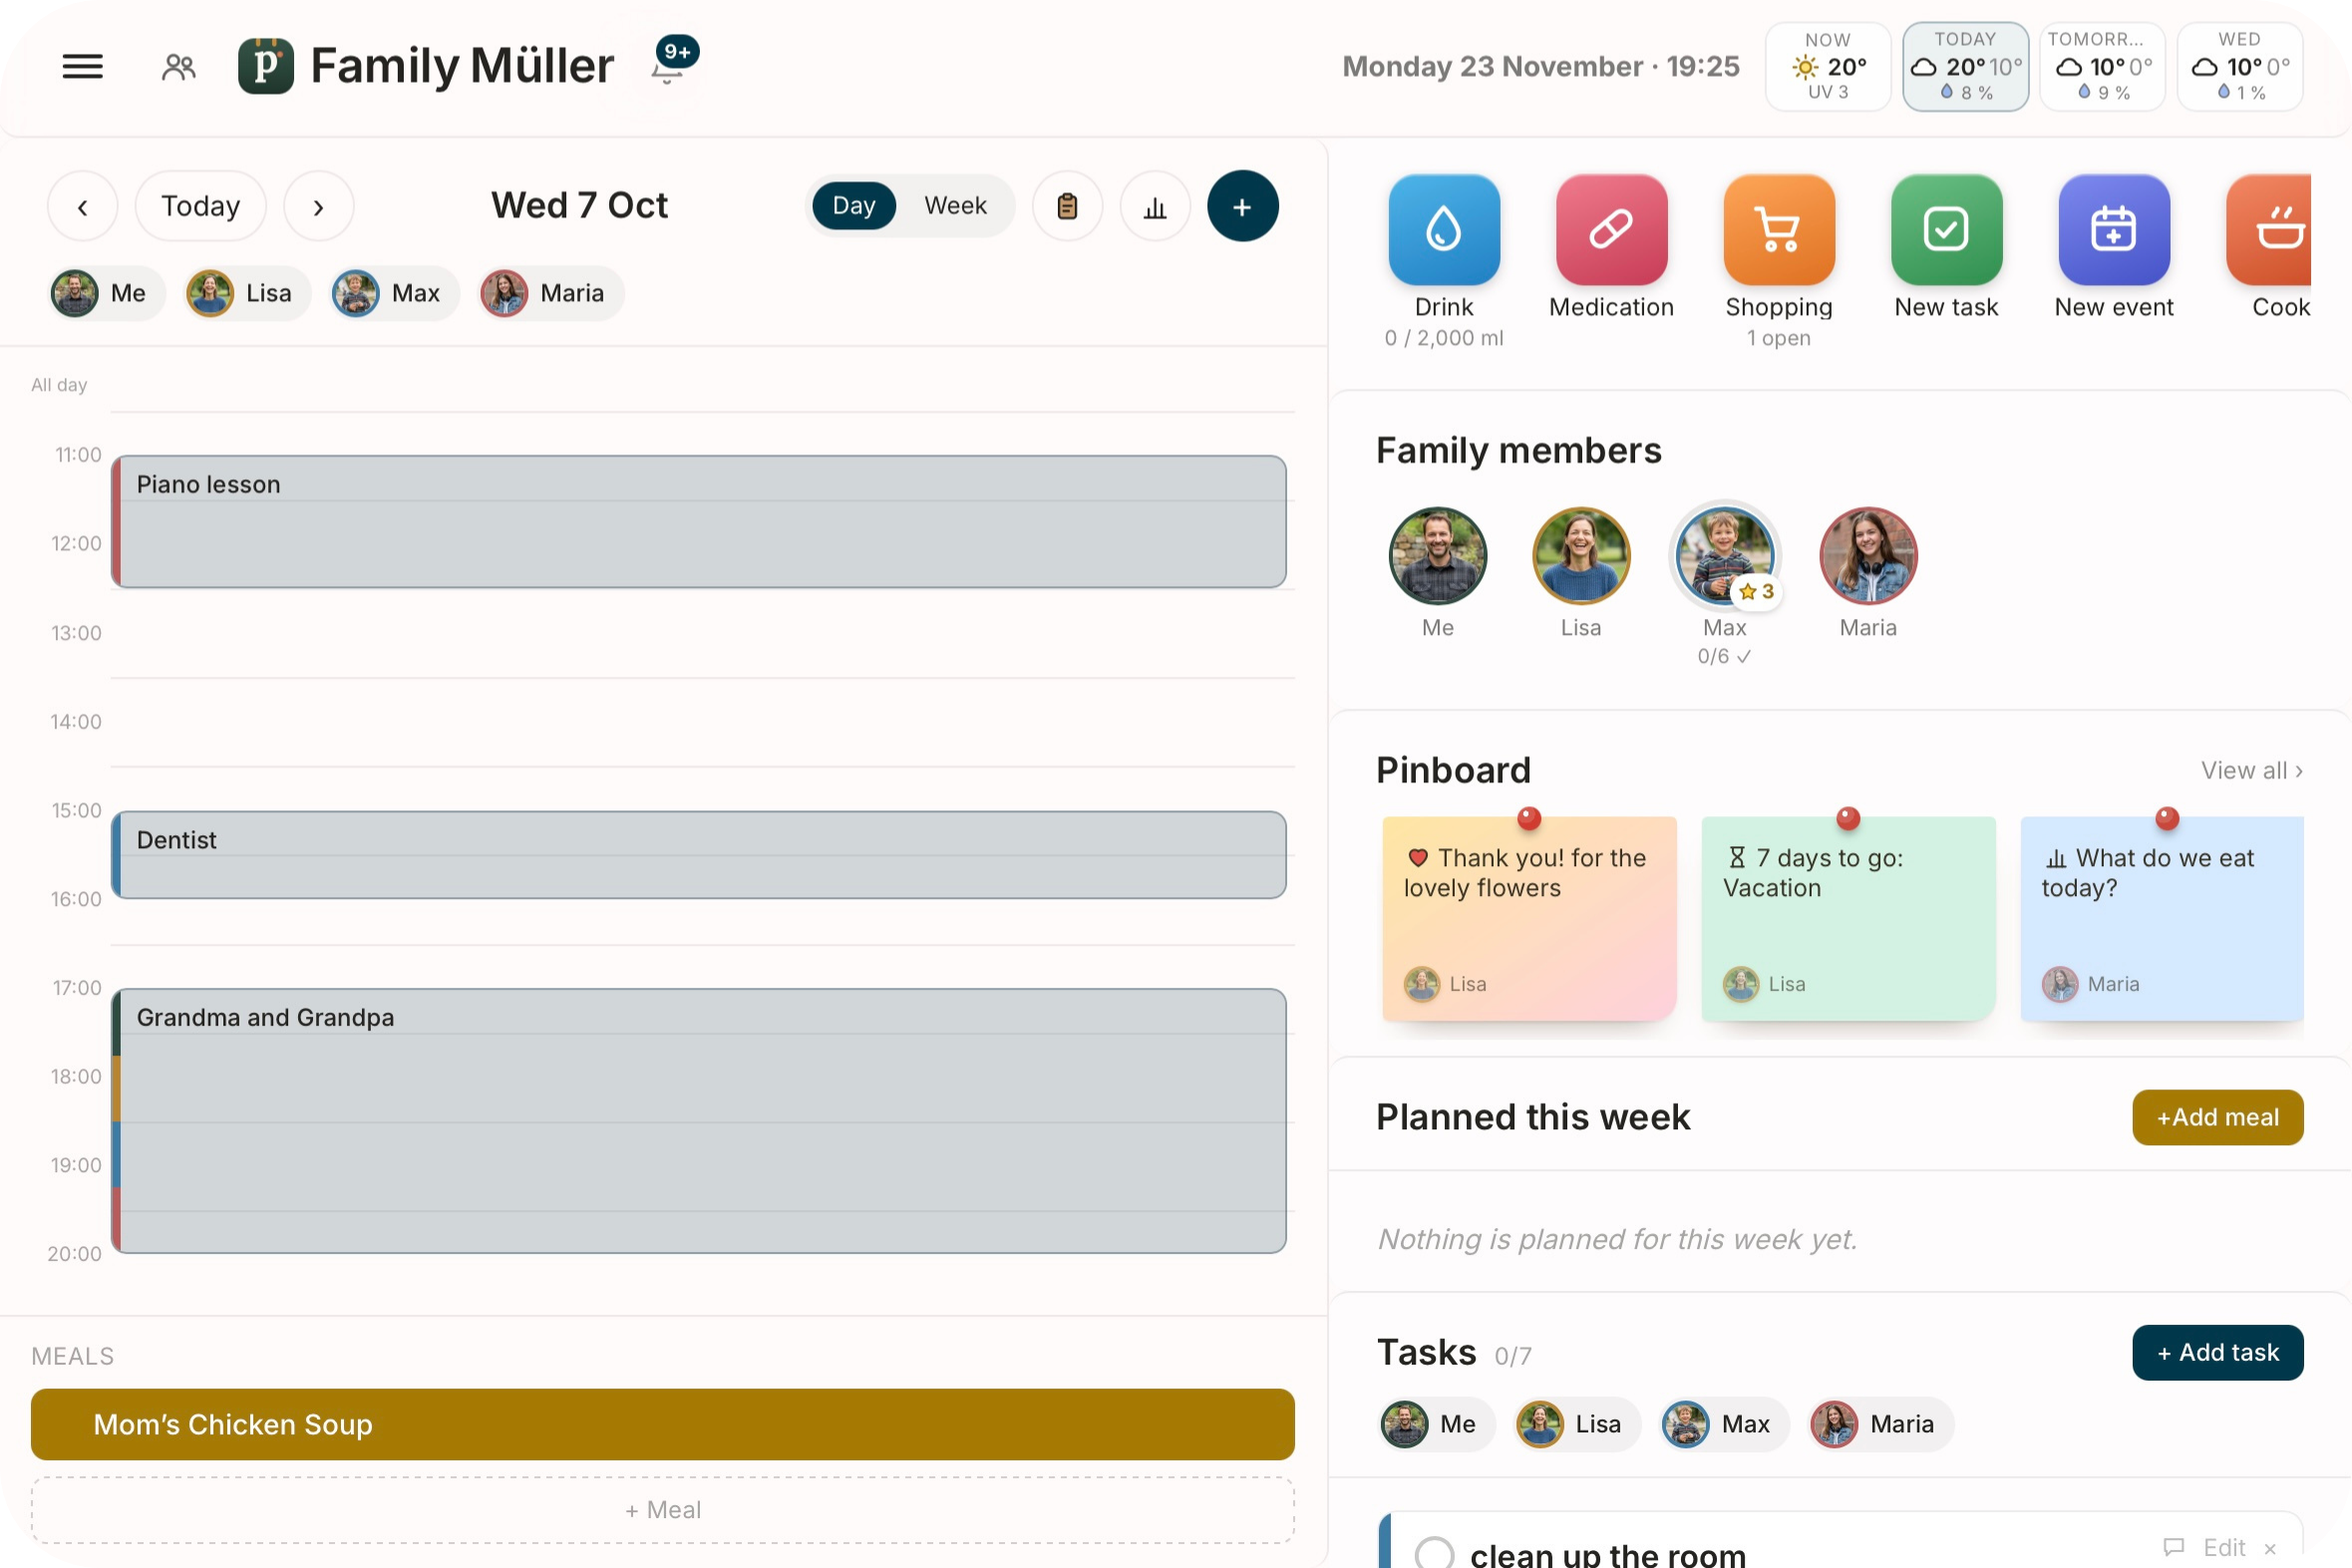 p Family Müller 9+
Monday 23 November · 19:25
NOW
20°
UV 3
TODAY
20° 10°
8 %
TOMORR...
10° 0°
9 %
WED
10° 0°
1 %
‹ Today › Wed 7 Oct Day Week +
Me Lisa Max Maria
All day
11:00
Piano lesson
12:00
13:00
14:00
15:00
Dentist
16:00
17:00
Grandma and Grandpa
18:00
19:00
20:00
MEALS
Mom’s Chicken Soup
+ Meal
Drink
0 / 2,000 ml
Medication
Shopping
1 open
New task
New event
Cook
Family members
3
Me Lisa Max Maria
0/6 ✓
Pinboard View all ›
Thank you! for the
lovely flowers
Lisa
7 days to go:
Vacation
Lisa
What do we eat
today?
Maria
Planned this week +Add meal
Nothing is planned for this week yet.
Tasks 0/7 + Add task
Me Lisa Max Maria
clean up the room Edit ×